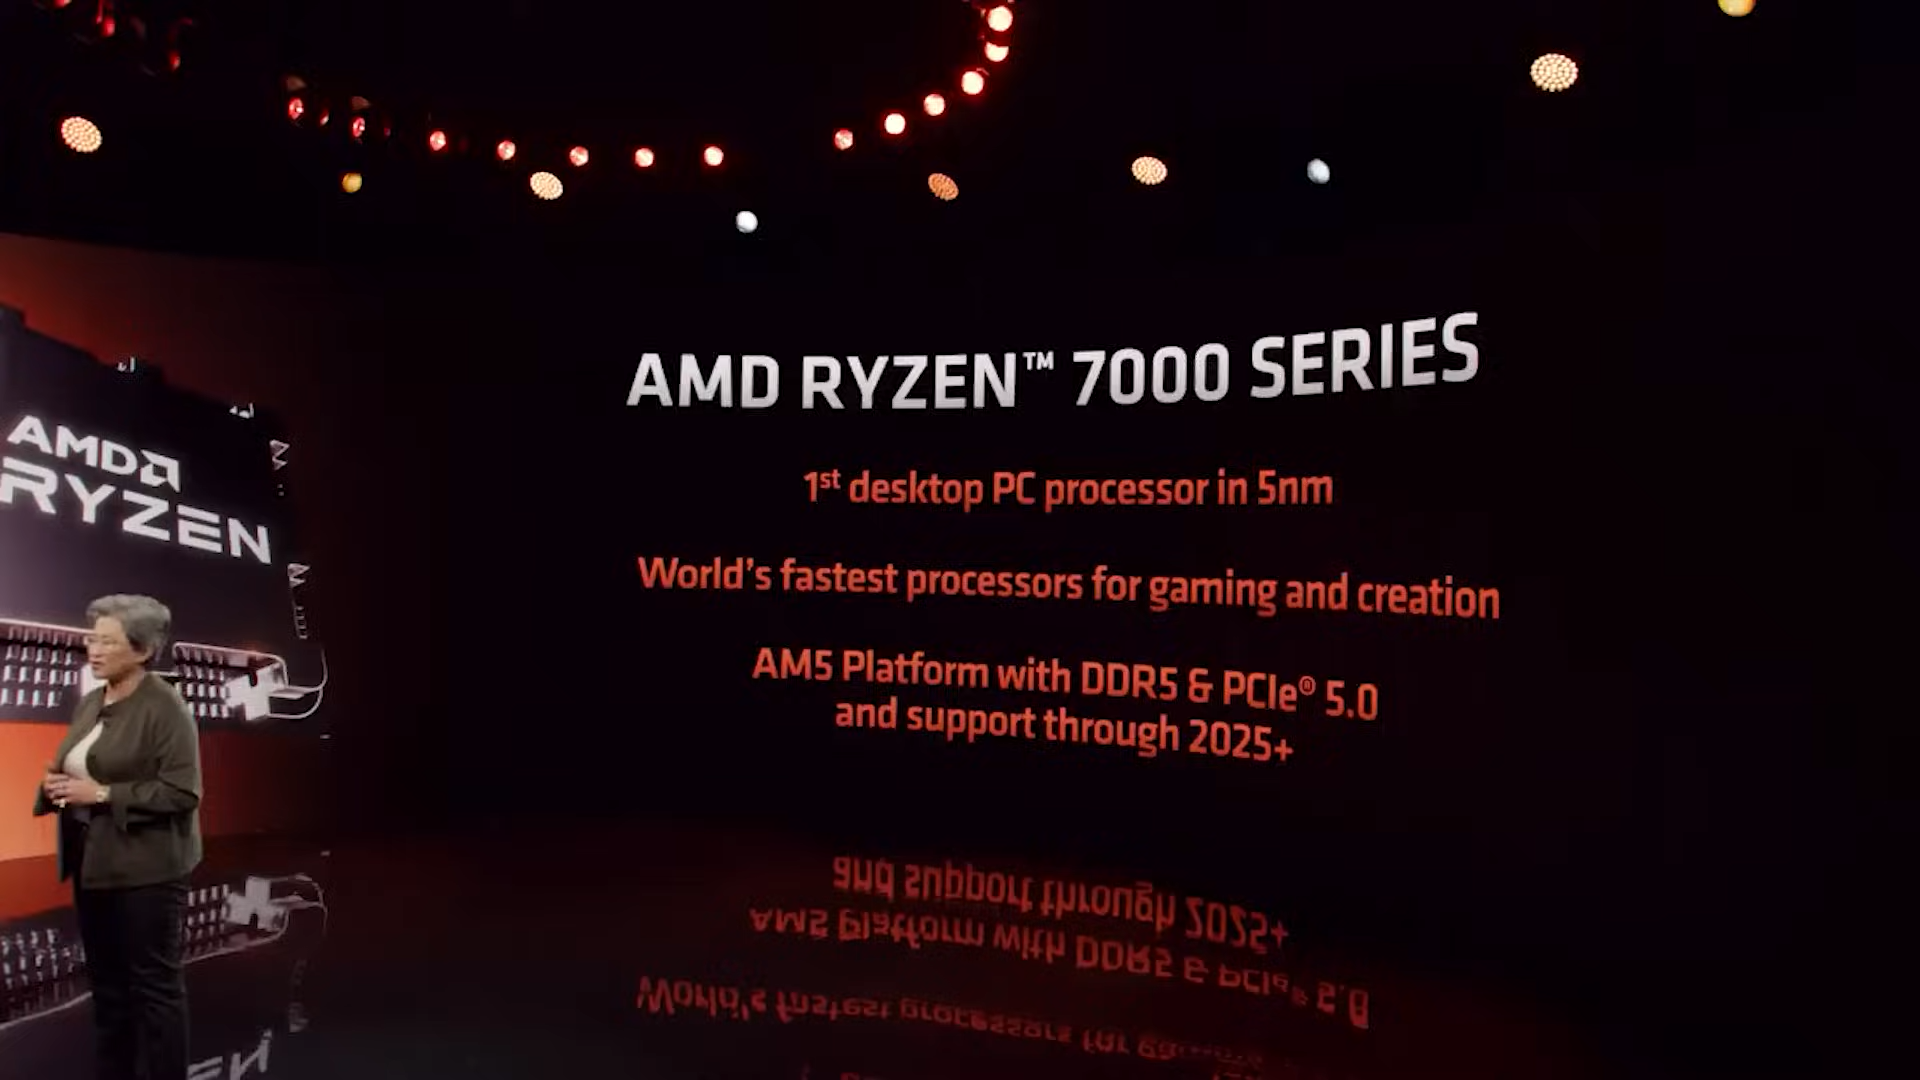 AMD RYZEN™ 7000 SERIES
1st desktop PC processor in 5nm
World's fastest processors for gaming and creation
AM5 Platform with DDR5 & PCIe® 5.0
and support through 2025+
AMD
RYZEN